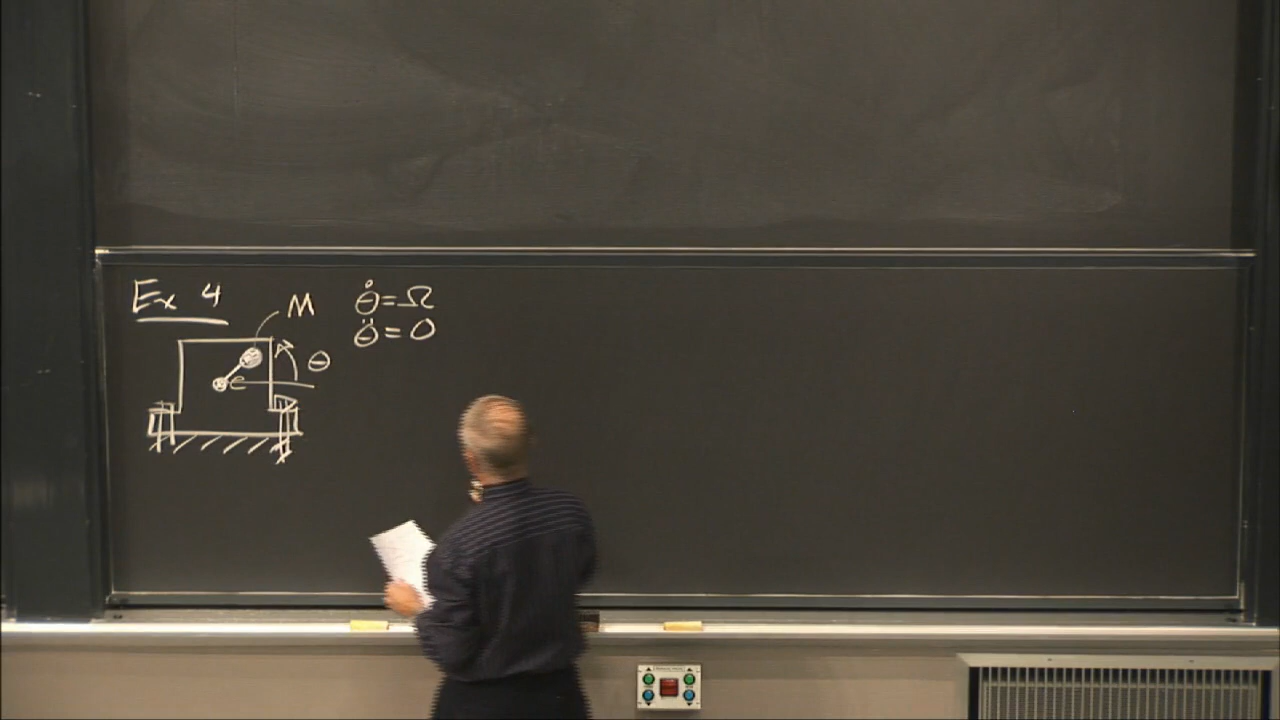 Ex 4
M
θ̇ = Ω
θ̈ = 0
θ
e